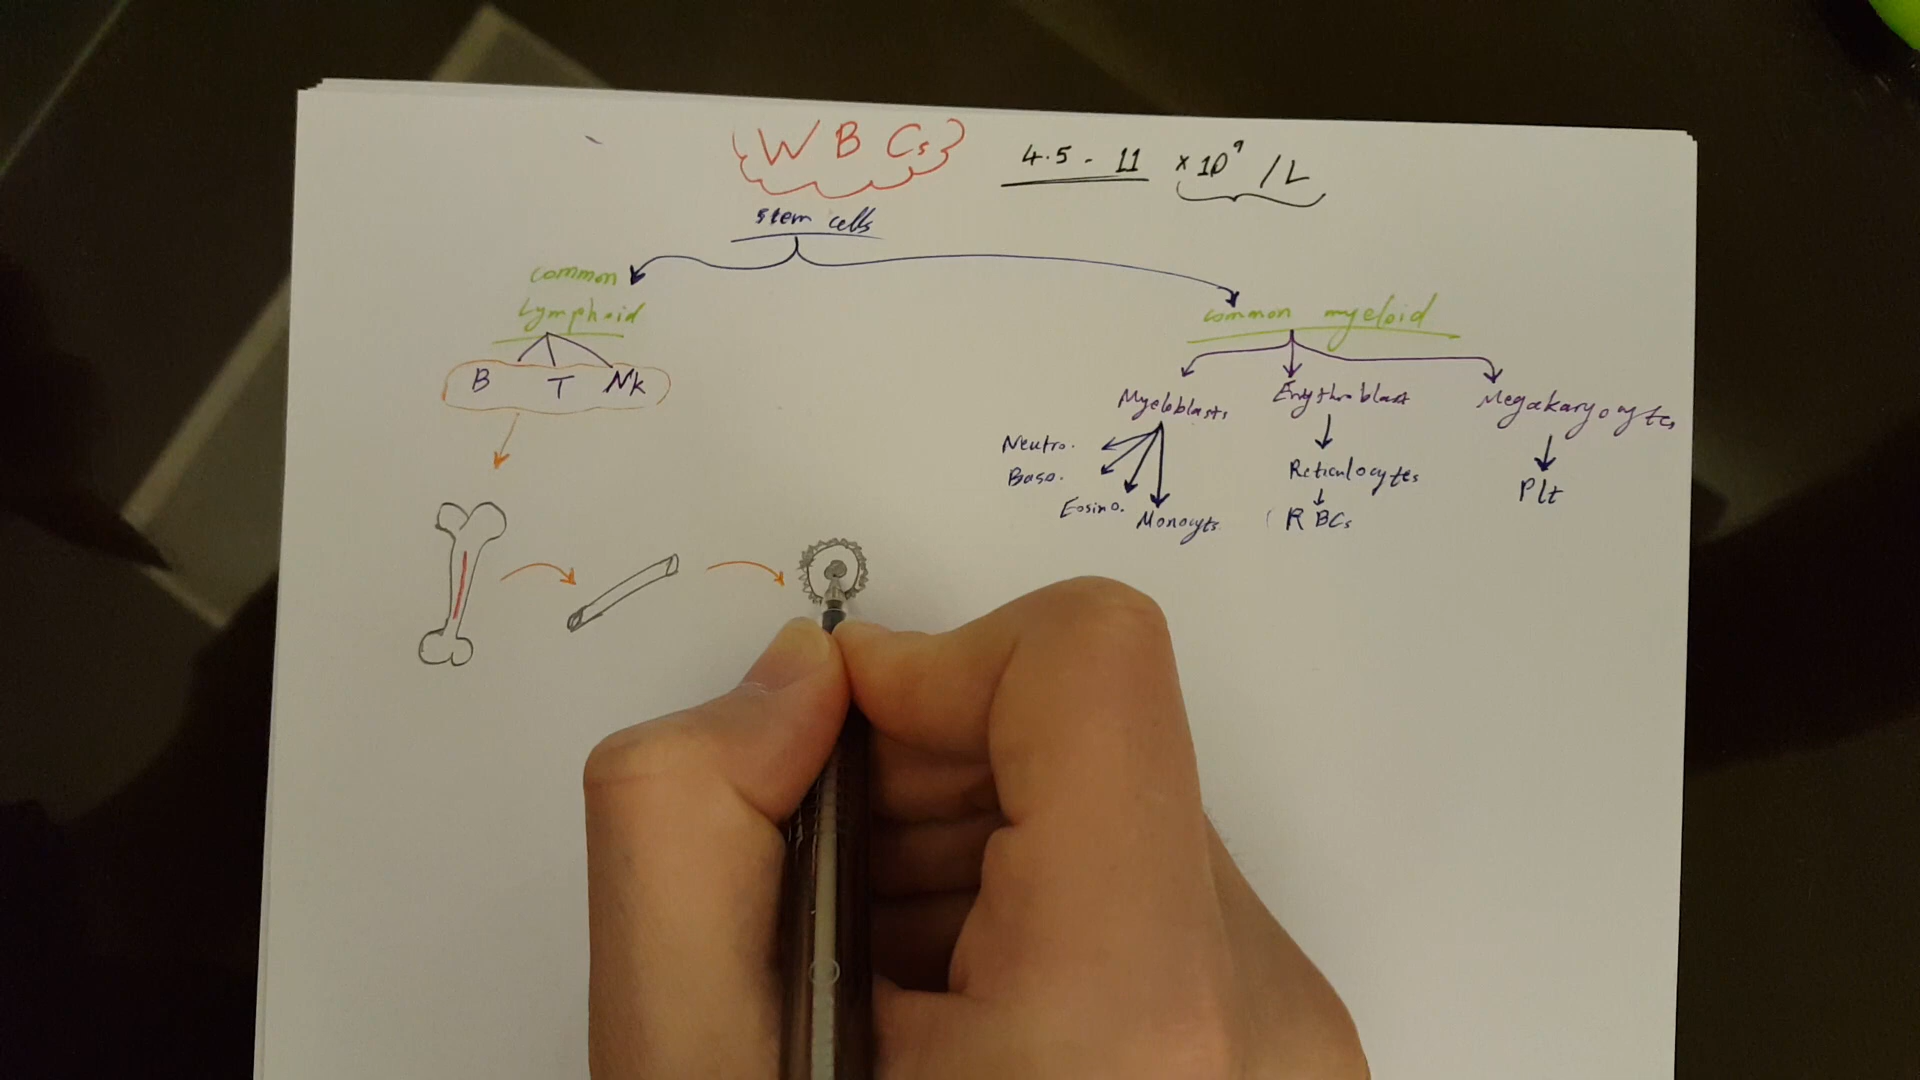 WBCs 4.5 - 11 x10⁹ /L
stem cells
common
Lymphoid
common myeloid
B T NK
Myeloblasts
Erythroblast
Megakaryocytes
Neutro.
Baso.
Eosino.
Monocyts
Reticulocytes
RBCs
Plt